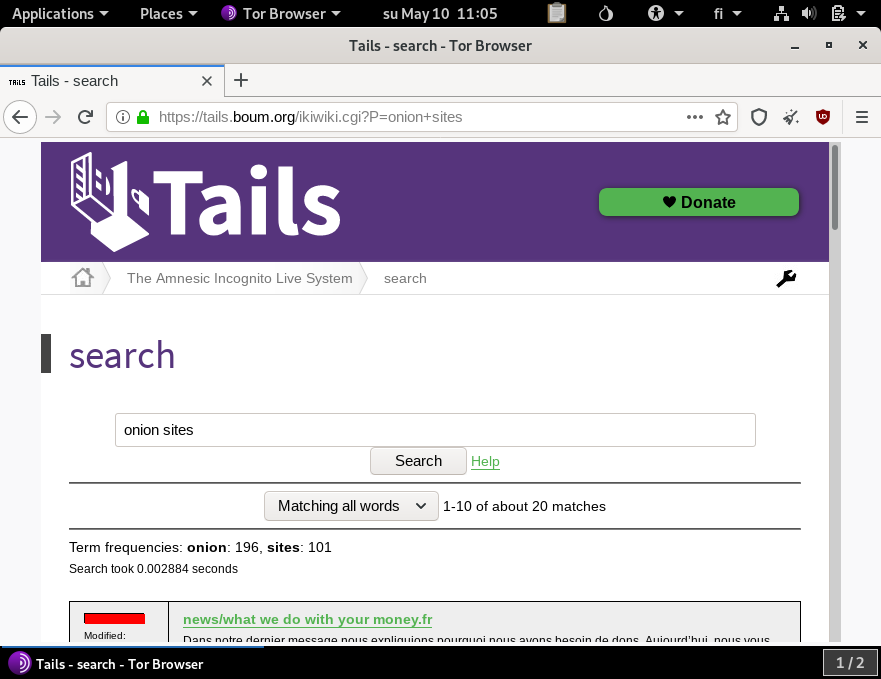 Applications Places Tor Browser su May 10 11:05 fi
Tails - search - Tor Browser
TAILS Tails - search
https://tails.boum.org/ikiwiki.cgi?P=onion+sites
Tails
Donate
The Amnesic Incognito Live System search
search
onion sites
Search Help
Matching all words 1-10 of about 20 matches
Term frequencies: onion: 196, sites: 101
Search took 0.002884 seconds
news/what we do with your money.fr
Modified:
Dans notre dernier message nous expliquions pourquoi nous avons besoin de dons. Aujourd'hui, nous vous
Tails - search - Tor Browser 1 / 2